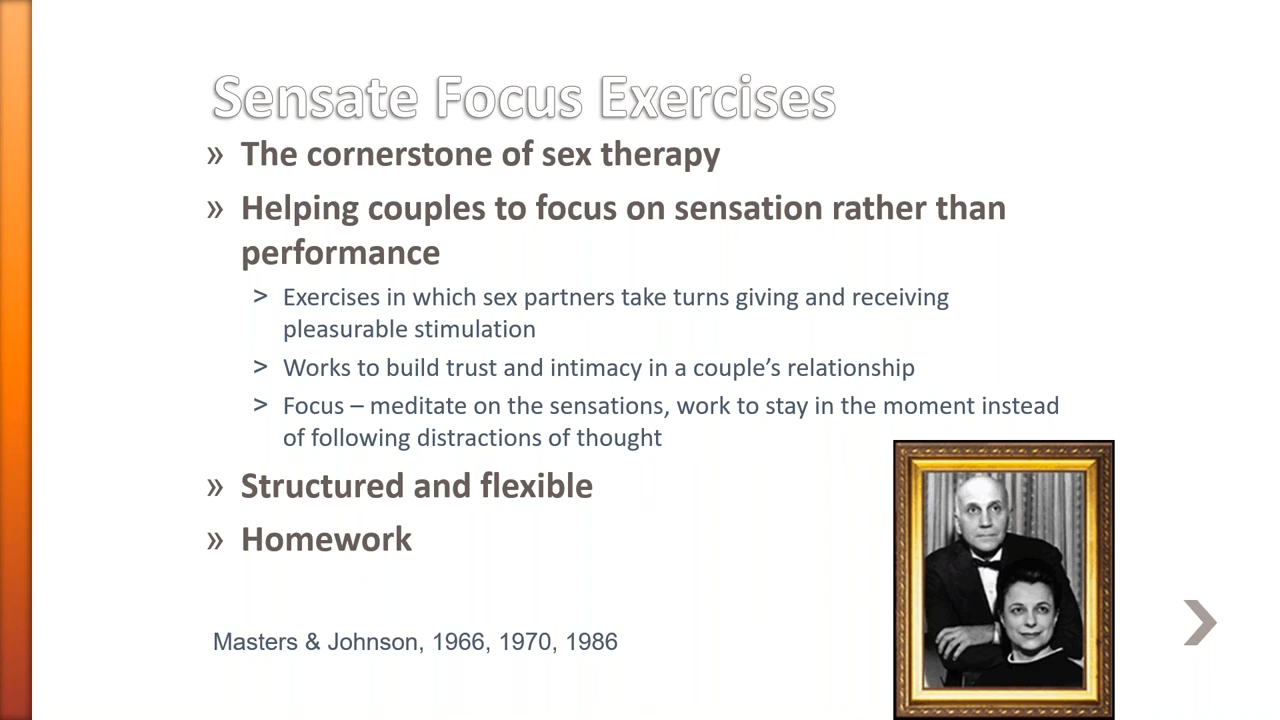 Sensate Focus Exercises
» The cornerstone of sex therapy
» Helping couples to focus on sensation rather than
performance
> Exercises in which sex partners take turns giving and receiving
pleasurable stimulation
> Works to build trust and intimacy in a couple’s relationship
> Focus – meditate on the sensations, work to stay in the moment instead
of following distractions of thought
» Structured and flexible
» Homework
Masters & Johnson, 1966, 1970, 1986